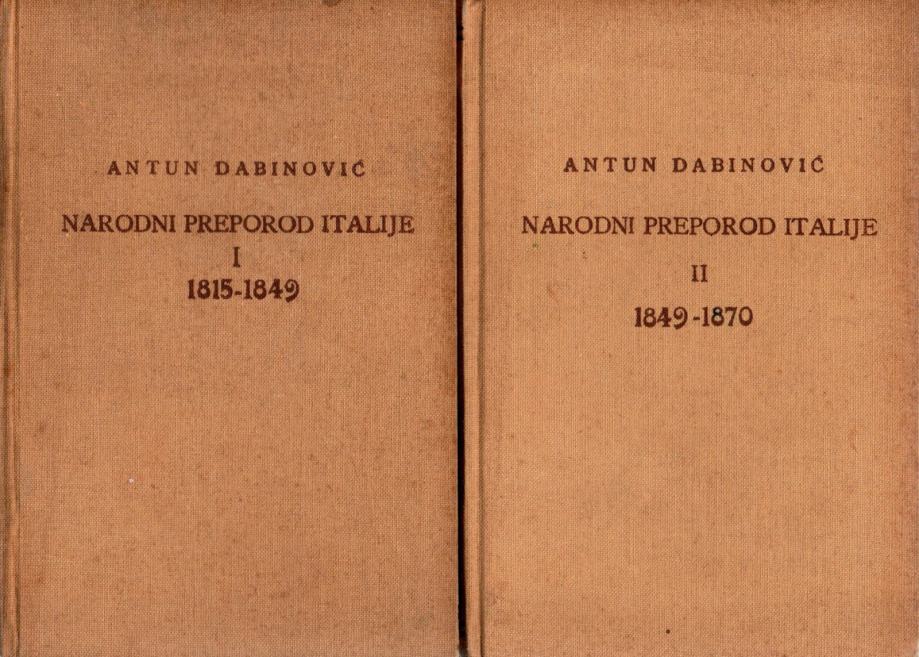 ANTUN DABINOVIĆ
NARODNI PREPOROD ITALIJE
I
1815-1849
ANTUN DABINOVIĆ
NARODNI PREPOROD ITALIJE
II
1849-1870